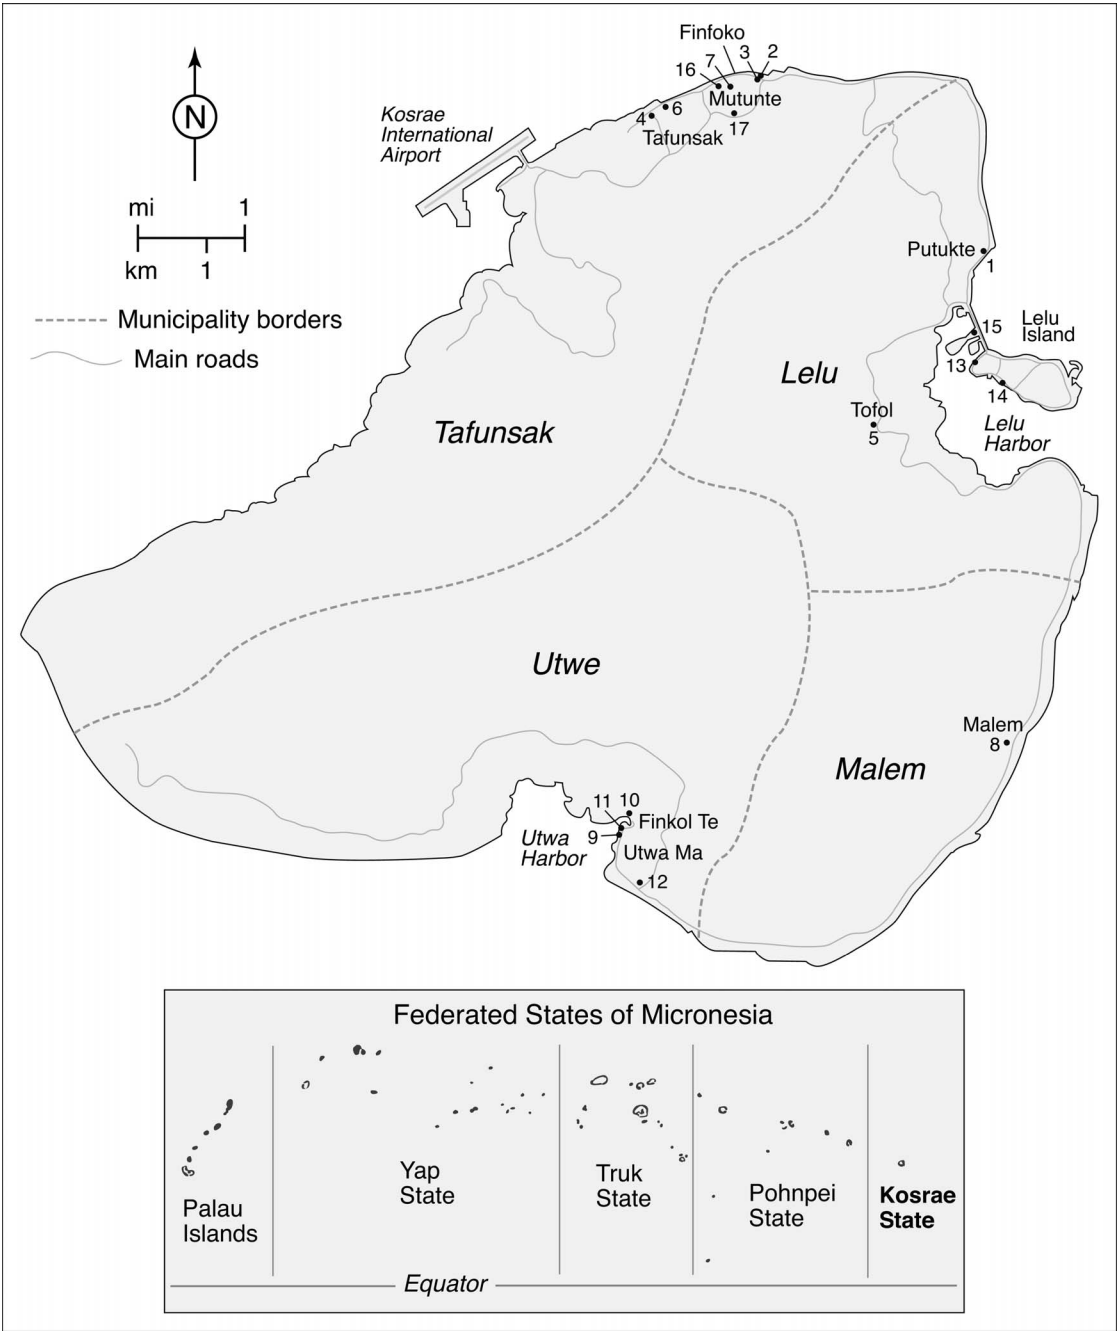 Finfoko
3 2
7
16
Mutunte
6
4
17
Tafunsak
Kosrae
International
Airport
N
mi 1
km 1
Municipality borders
Main roads
Putukte
1
15
Lelu
Island
13
14
Lelu
Harbor
Lelu
Tofol
5
Tafunsak
Utwe
Malem
8
Malem
11 10
Finkol Te
9
Utwa
Harbor
Utwa Ma
12
Federated States of Micronesia
Palau
Islands
Yap
State
Truk
State
Pohnpei
State
Kosrae
State
Equator